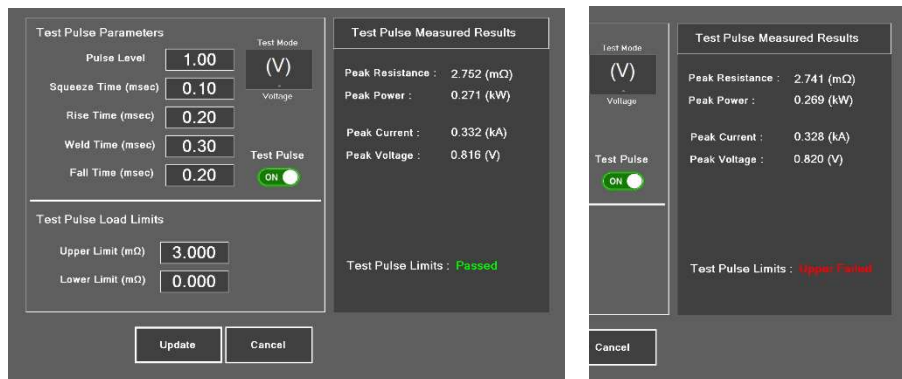 Test Pulse Parameters
Test Mode
Pulse Level 1.00
(V)
Voltage
Squeeze Time (msec) 0.10
Rise Time (msec) 0.20
Weld Time (msec) 0.30
Test Pulse
Fall Time (msec) 0.20
ON
Test Pulse Load Limits
Upper Limit (mΩ) 3.000
Lower Limit (mΩ) 0.000
Test Pulse Measured Results
Peak Resistance : 2.752 (mΩ)
Peak Power : 0.271 (kW)
Peak Current : 0.332 (kA)
Peak Voltage : 0.816 (V)
Test Pulse Limits : Passed
Update Cancel
Test Mode
(V)
Voltage
Test Pulse
ON
Test Pulse Measured Results
Peak Resistance : 2.741 (mΩ)
Peak Power : 0.269 (kW)
Peak Current : 0.328 (kA)
Peak Voltage : 0.820 (V)
Test Pulse Limits : Upper Failed
Cancel